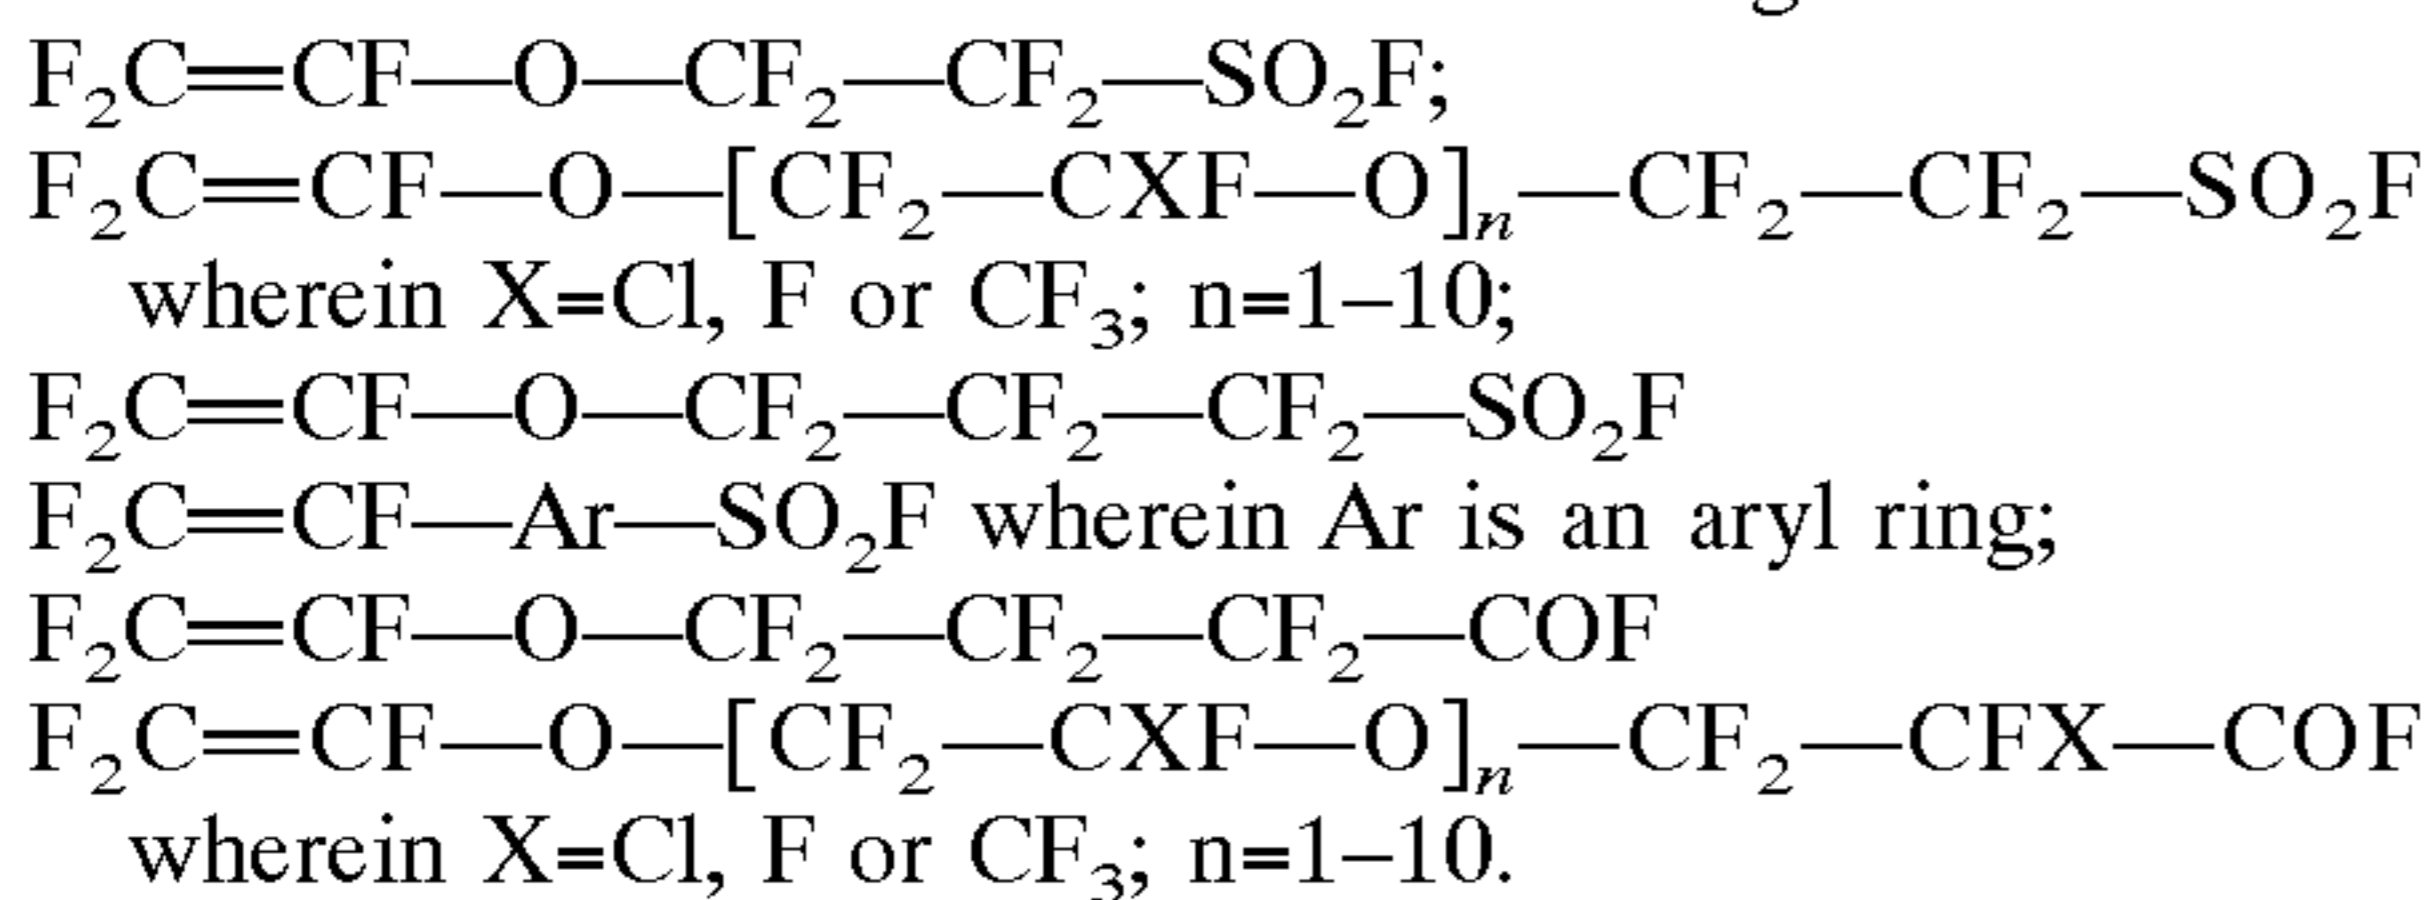 F₂C═CF—O—CF₂—CF₂—SO₂F;
F₂C═CF—O—[CF₂—CXF—O]ₙ—CF₂—CF₂—SO₂F
wherein X=Cl, F or CF₃; n=1–10;
F₂C═CF—O—CF₂—CF₂—CF₂—SO₂F
F₂C═CF—Ar—SO₂F wherein Ar is an aryl ring;
F₂C═CF—O—CF₂—CF₂—CF₂—COF
F₂C═CF—O—[CF₂—CXF—O]ₙ—CF₂—CFX—COF
wherein X=Cl, F or CF₃; n=1–10.